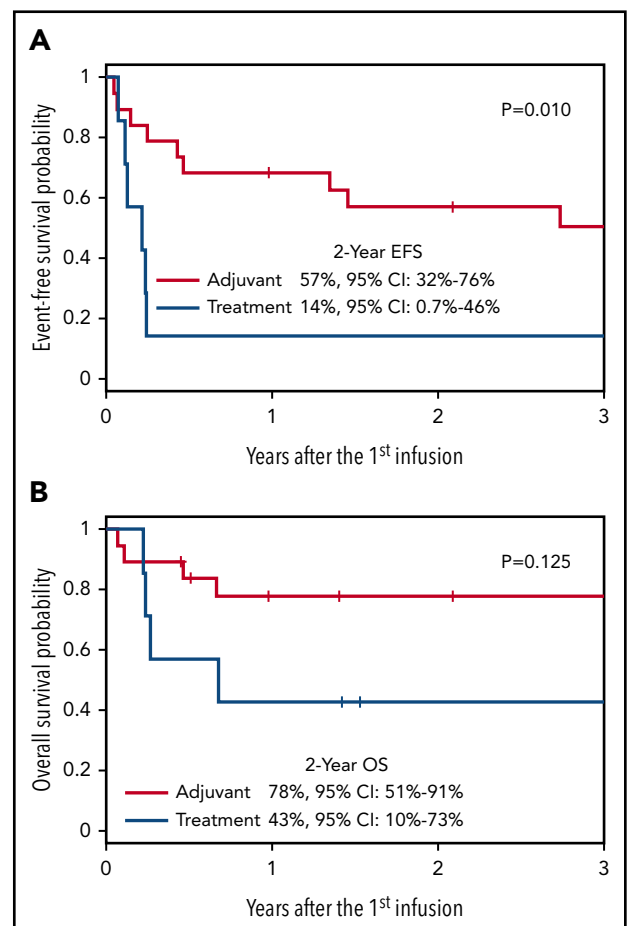 A
1
0.8
0.6
0.4
0.2
0
Event-free survival probability
P=0.010
2-Year EFS
Adjuvant 57%, 95% CI: 32%-76%
Treatment 14%, 95% CI: 0.7%-46%
0 1 2 3
Years after the 1st infusion
B
1
0.8
0.6
0.4
0.2
0
Overall survival probability
P=0.125
2-Year OS
Adjuvant 78%, 95% CI: 51%-91%
Treatment 43%, 95% CI: 10%-73%
0 1 2 3
Years after the 1st infusion